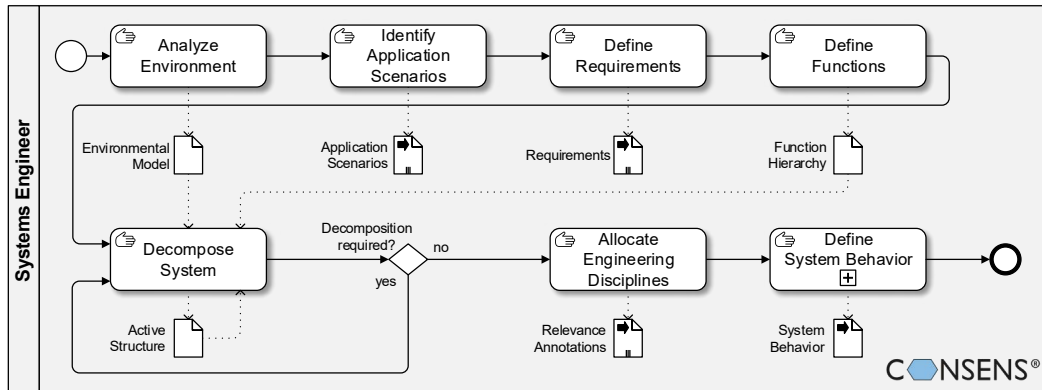 Systems Engineer
Analyze
Environment
Identify
Application
Scenarios
Define
Requirements
Define
Functions
Environmental
Model
Application
Scenarios
Requirements
Function
Hierarchy
Decompose
System
Decomposition
required?
no
yes
Allocate
Engineering
Disciplines
Define
System Behavior
Active
Structure
Relevance
Annotations
System
Behavior
CONSENS®